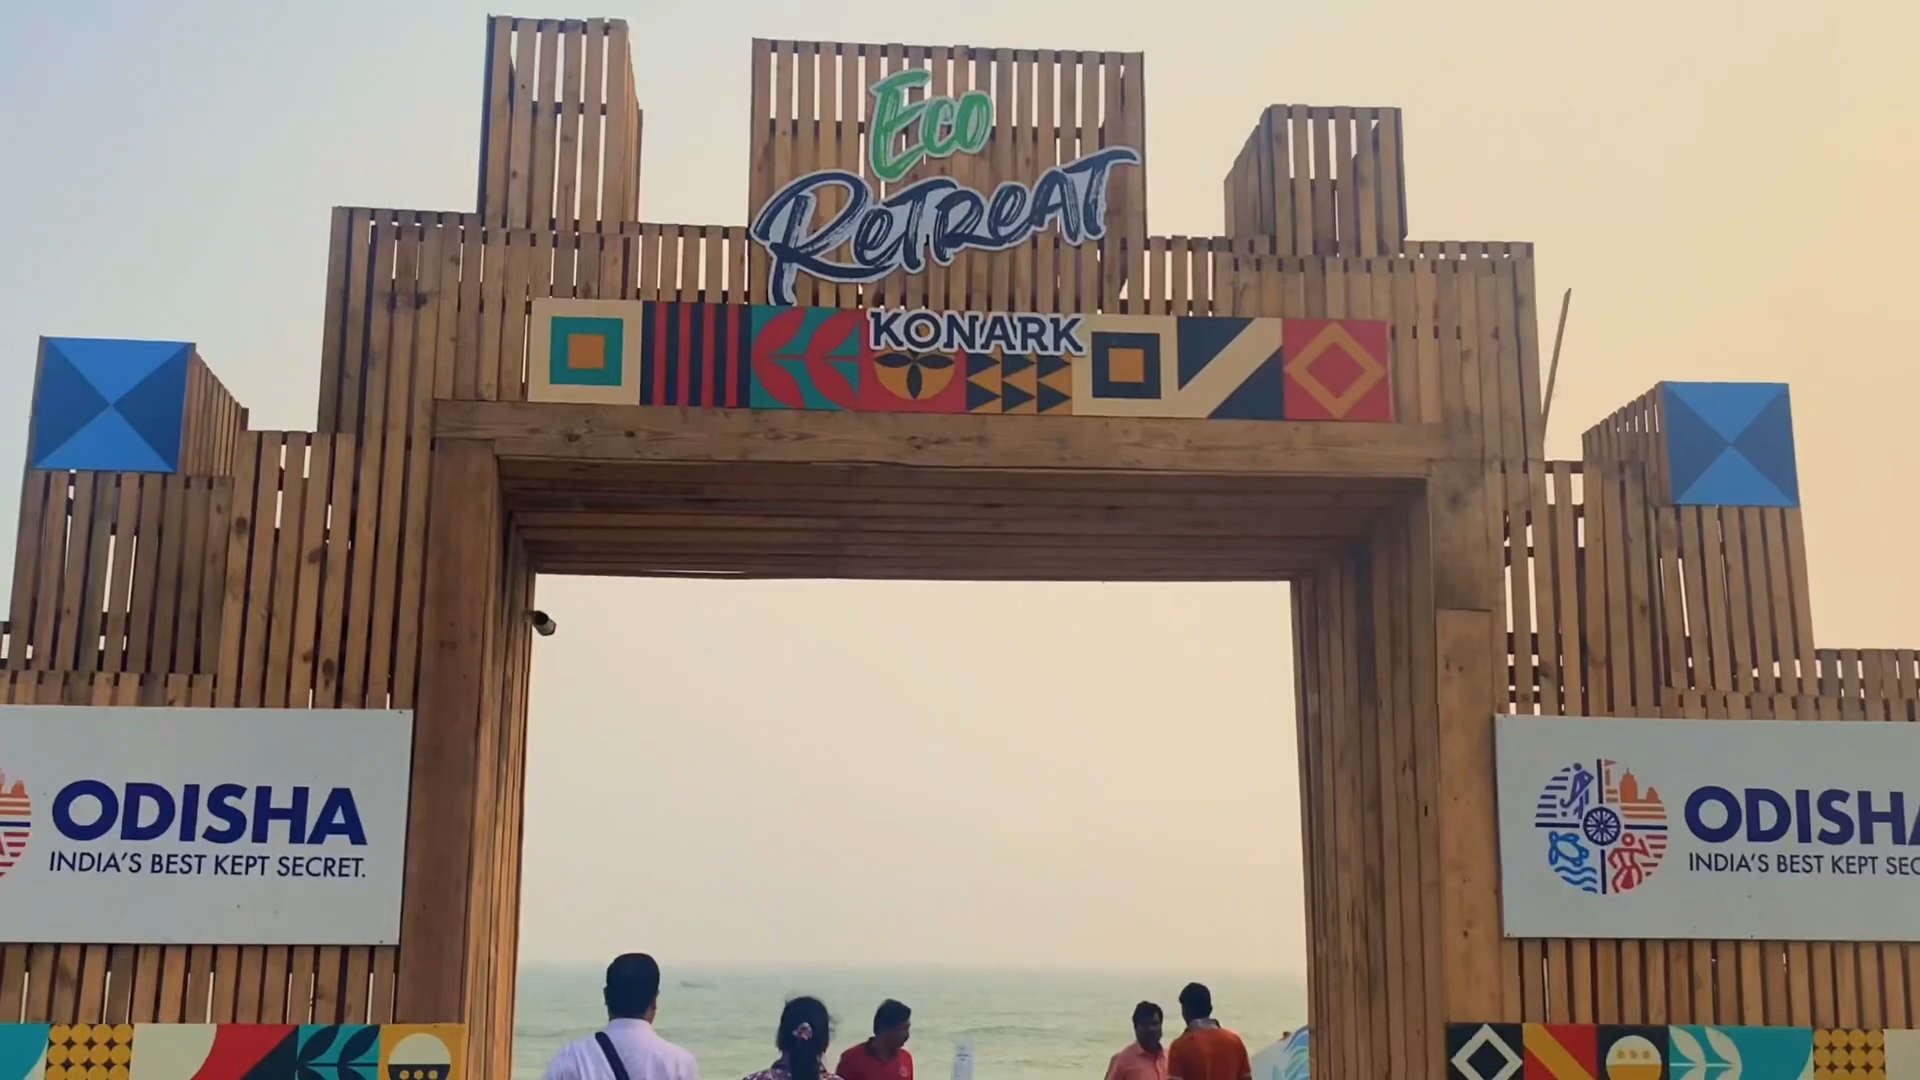 Eco
Retreat
KONARK
ODISHA
INDIA'S BEST KEPT SECRET.
ODISHA
INDIA'S BEST KEPT SEC